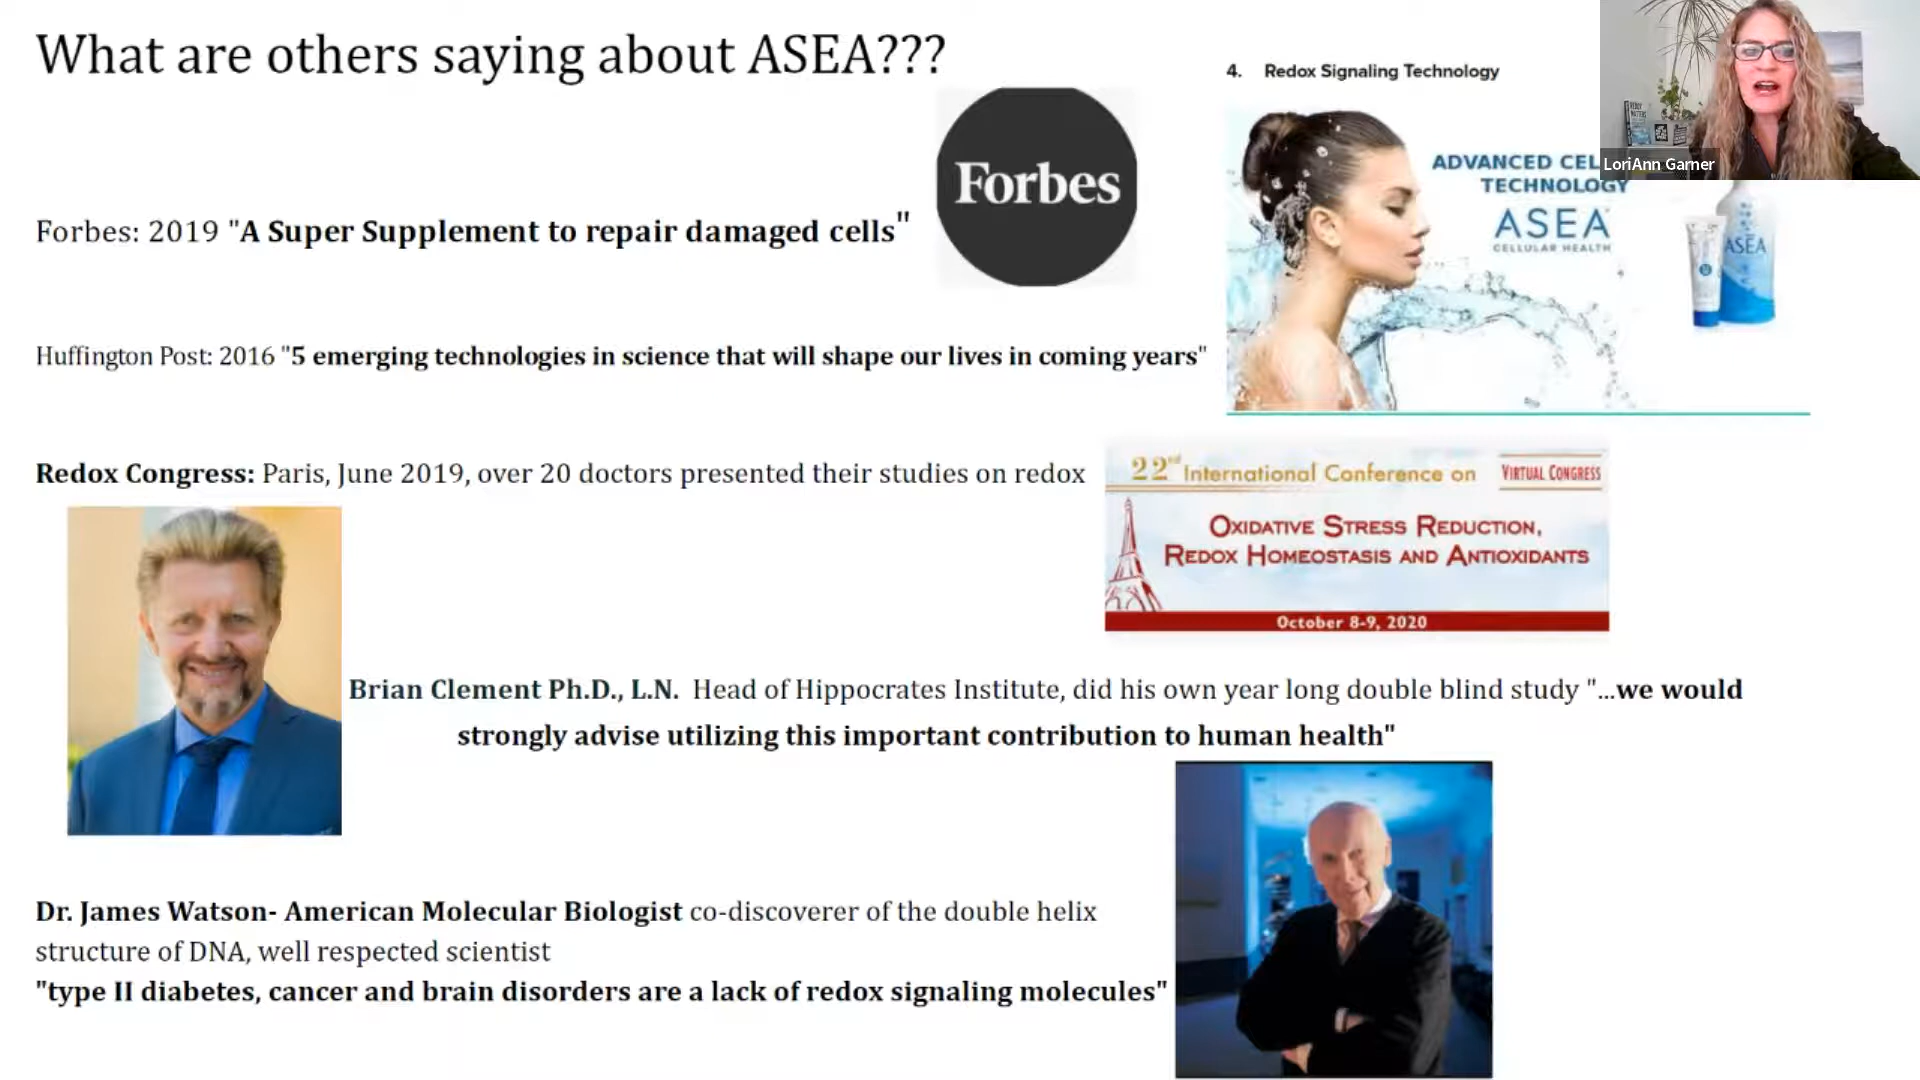 What are others saying about ASEA???
4. Redox Signaling Technology
LoriAnn Garner
Forbes
ADVANCED CEL
TECHNOLOGY
ASEA
CELLULAR HEALTH
ASEA
Forbes: 2019 "A Super Supplement to repair damaged cells"
Huffington Post: 2016 "5 emerging technologies in science that will shape our lives in coming years"
Redox Congress: Paris, June 2019, over 20 doctors presented their studies on redox
22nd International Conference on
VIRTUAL CONGRESS
OXIDATIVE STRESS REDUCTION,
REDOX HOMEOSTASIS AND ANTIOXIDANTS
October 8-9, 2020
Brian Clement Ph.D., L.N. Head of Hippocrates Institute, did his own year long double blind study "...we would
strongly advise utilizing this important contribution to human health"
Dr. James Watson- American Molecular Biologist co-discoverer of the double helix
structure of DNA, well respected scientist
"type II diabetes, cancer and brain disorders are a lack of redox signaling molecules"